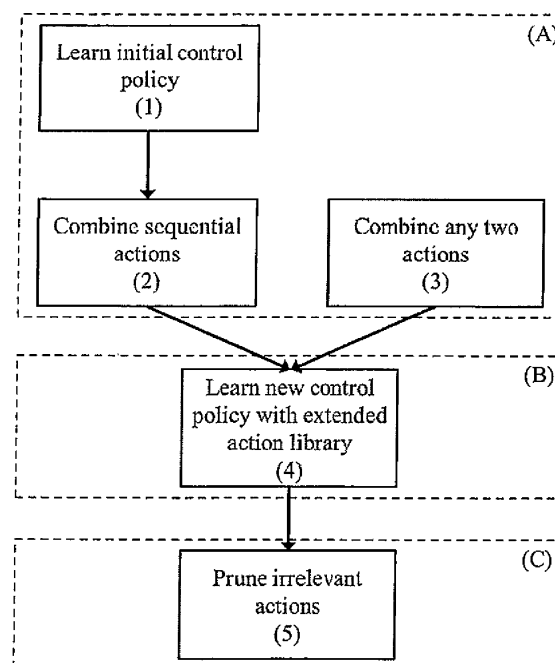 (A)
Learn initial control
policy
(1)
Combine sequential
actions
(2)
Combine any two
actions
(3)
(B)
Learn new control
policy with extended
action library
(4)
(C)
Prune irrelevant
actions
(5)